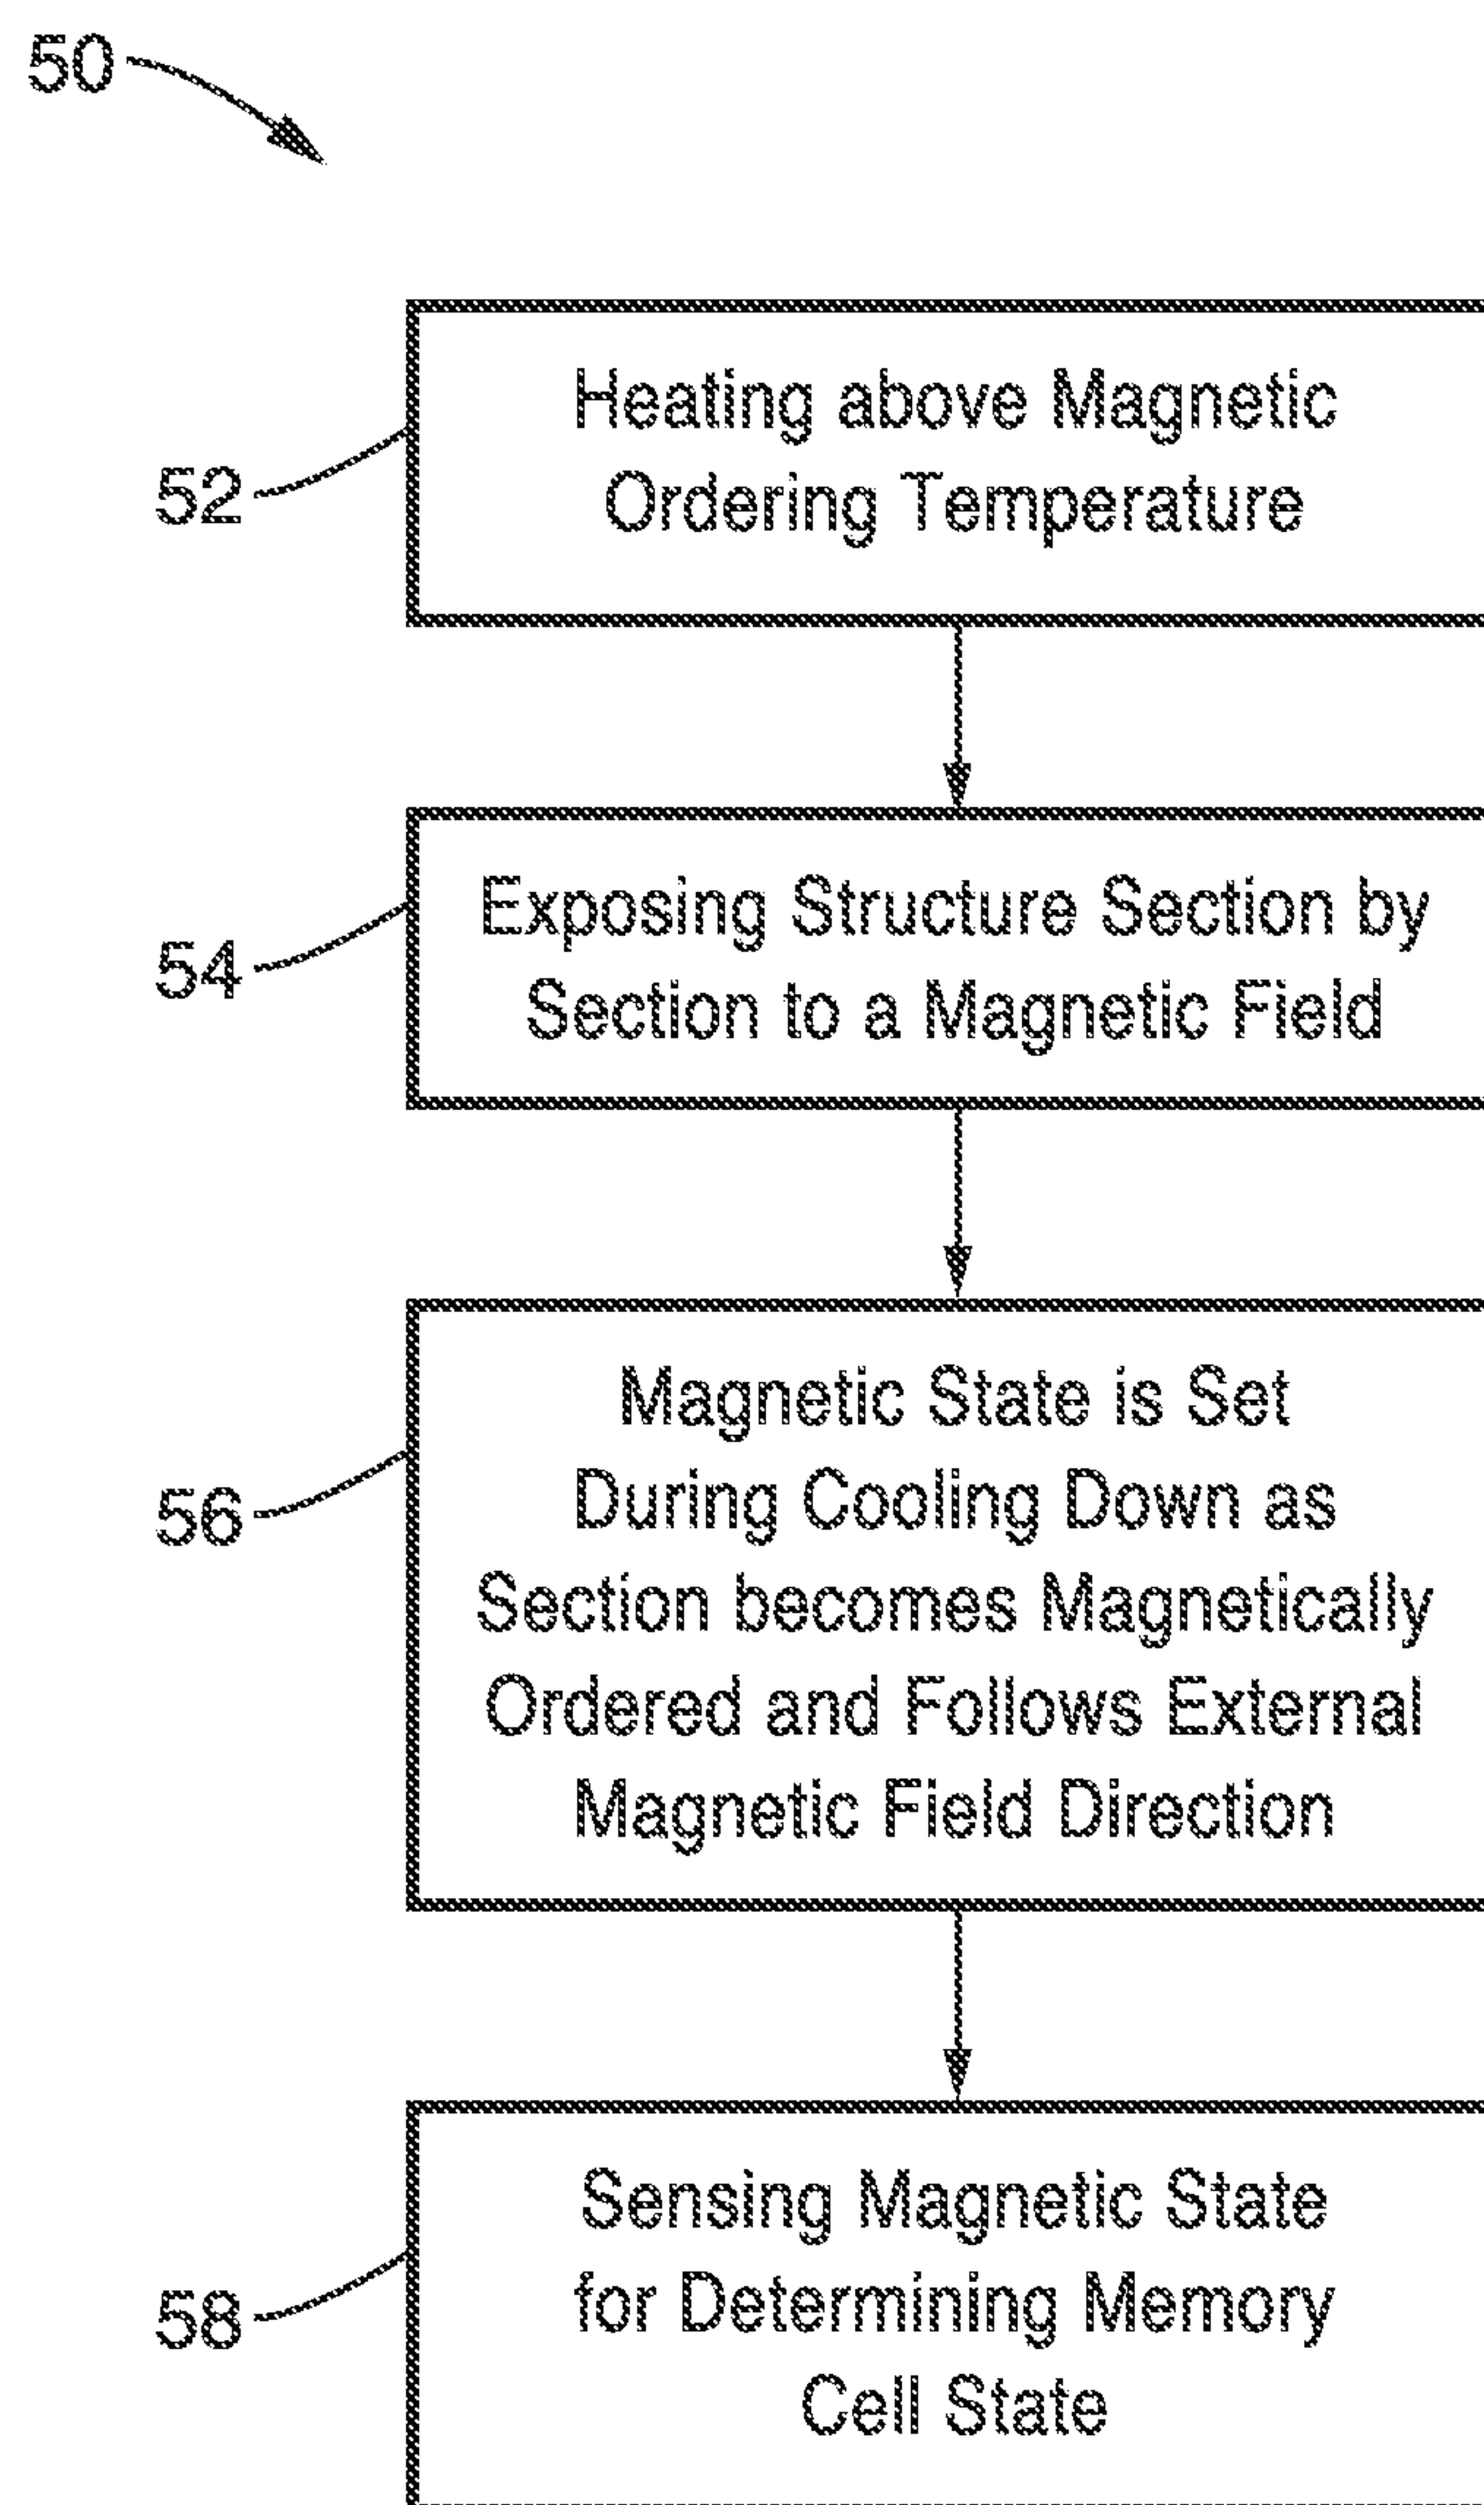 50
52
Heating above Magnetic
Ordering Temperature
54
Exposing Structure Section by
Section to a Magnetic Field
56
Magnetic State is Set
During Cooling Down as
Section becomes Magnetically
Ordered and Follows External
Magnetic Field Direction
58
Sensing Magnetic State
for Determining Memory
Cell State